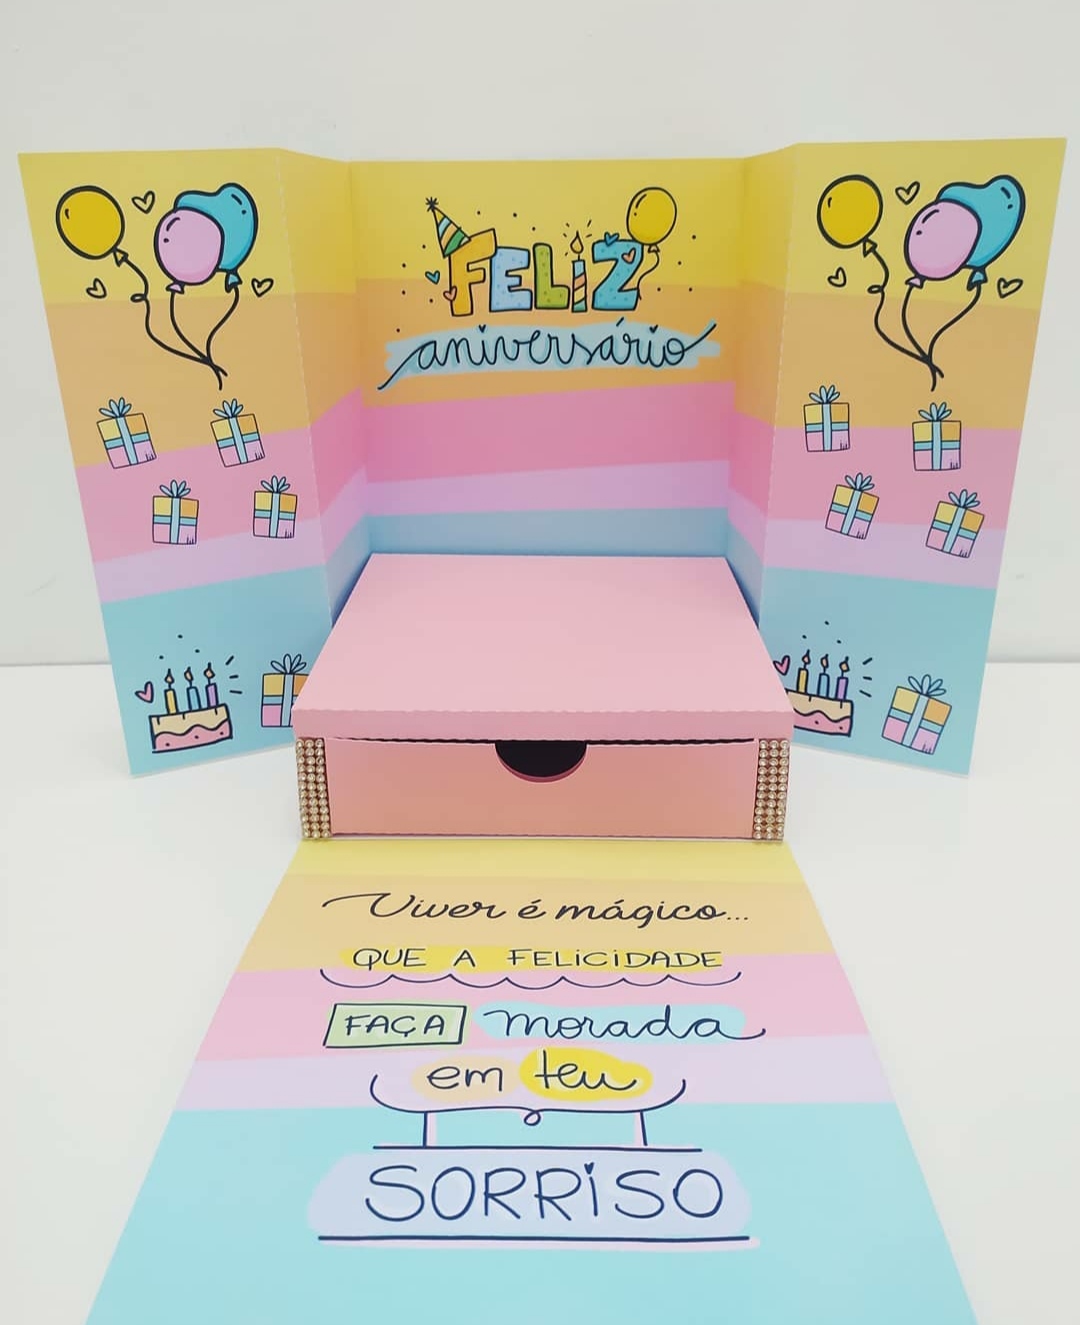 FELIZ
aniversário
Viver é mágico...
QUE A FELICIDADE
FAÇA morada
em teu
SORRISO